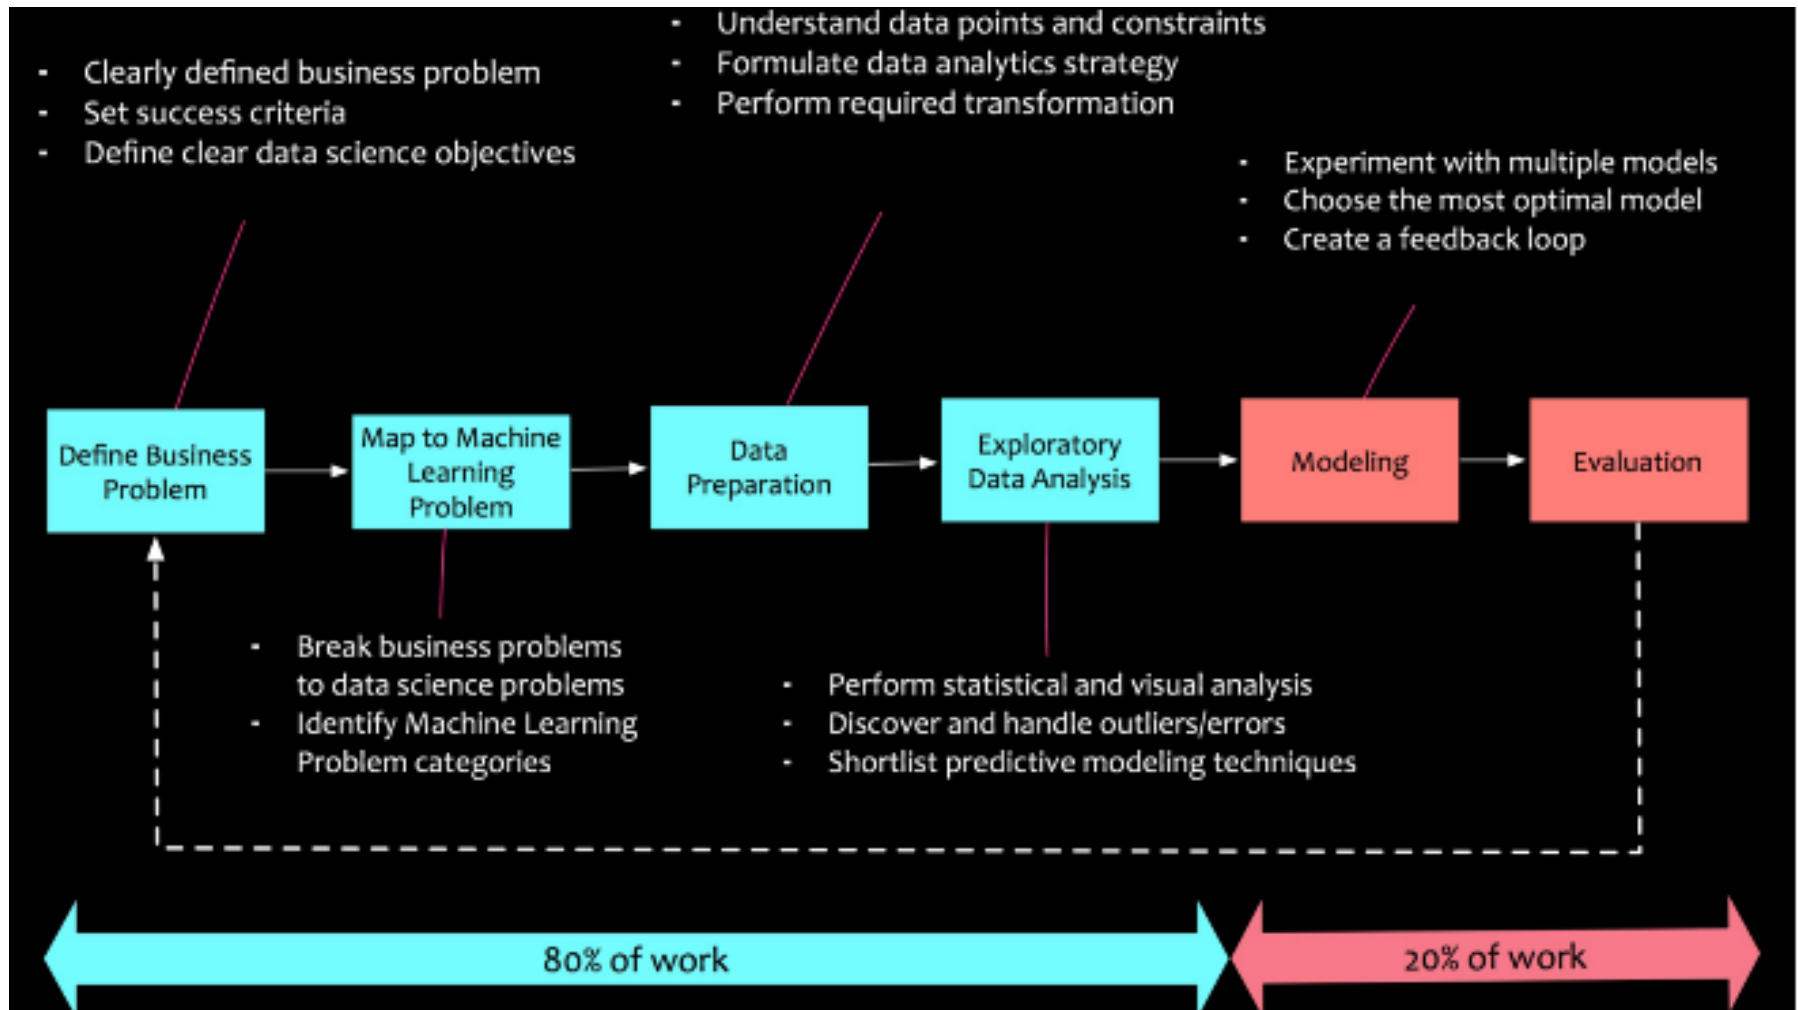 - Clearly defined business problem
- Set success criteria
- Define clear data science objectives
- Understand data points and constraints
- Formulate data analytics strategy
- Perform required transformation
- Experiment with multiple models
- Choose the most optimal model
- Create a feedback loop
Define Business
Problem
Map to Machine
Learning
Problem
Data
Preparation
Exploratory
Data Analysis
Modeling
Evaluation
- Break business problems
to data science problems
- Identify Machine Learning
Problem categories
- Perform statistical and visual analysis
- Discover and handle outliers/errors
- Shortlist predictive modeling techniques
80% of work
20% of work